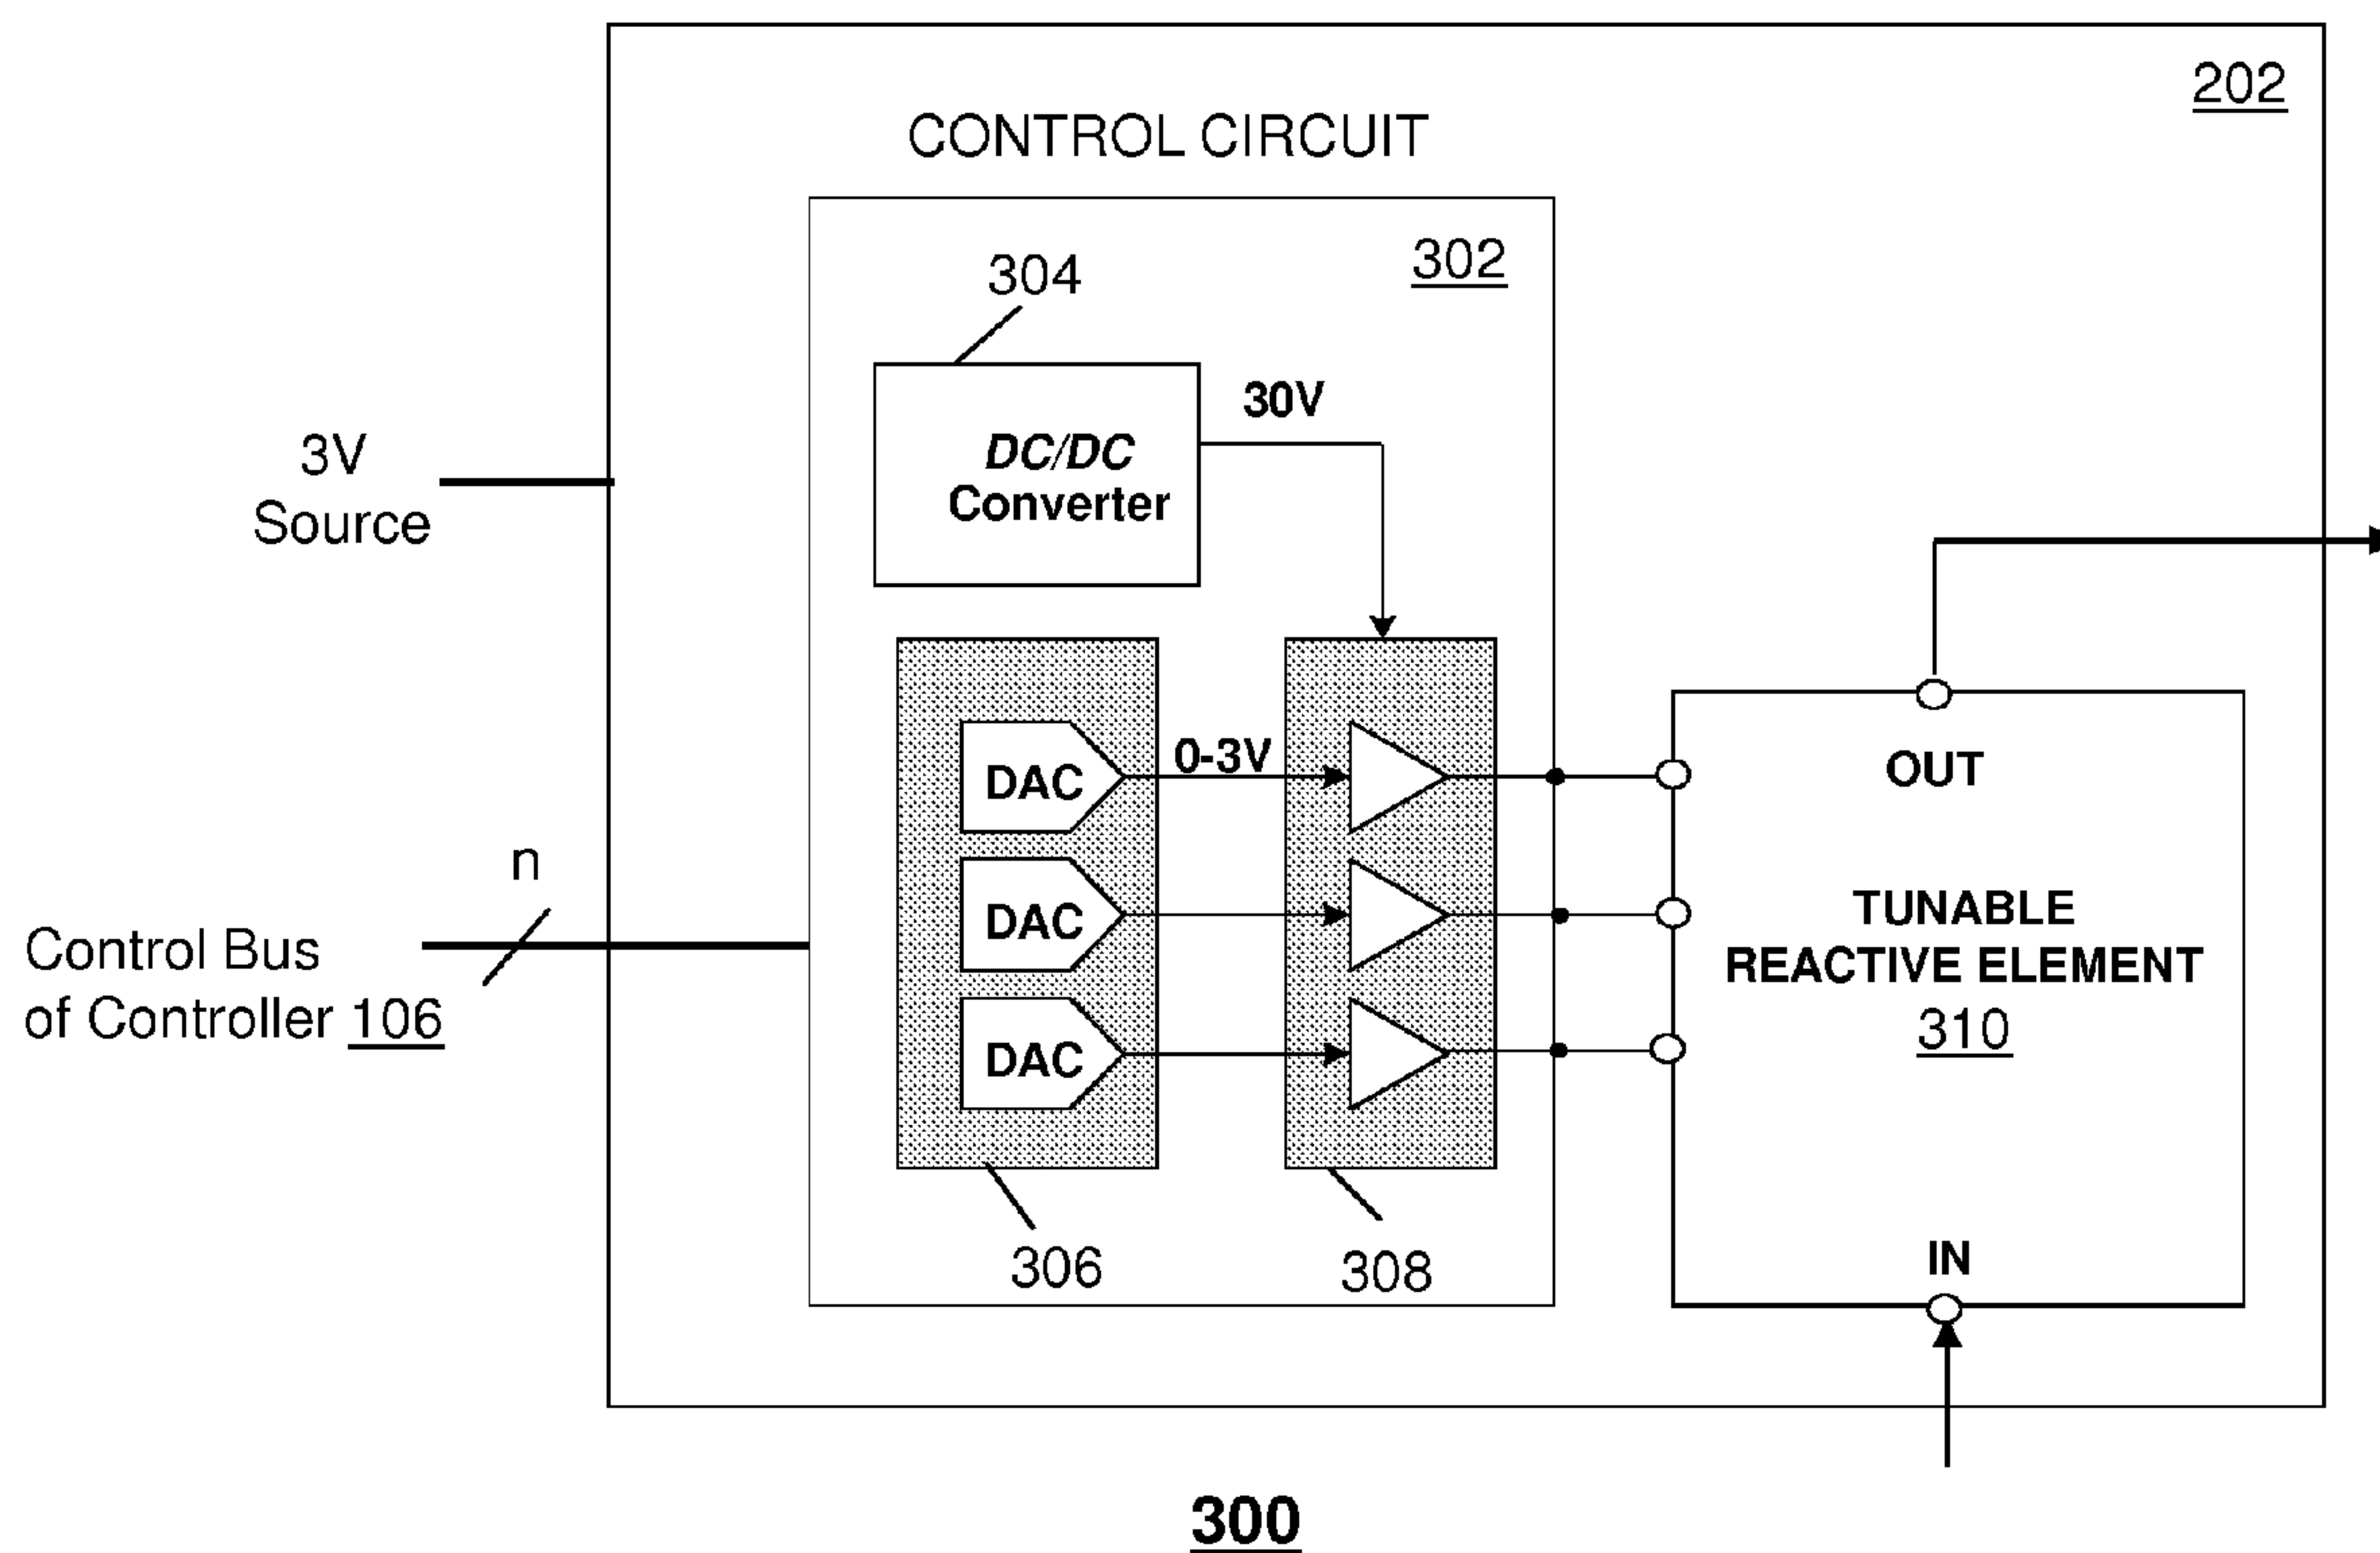 202
CONTROL CIRCUIT
302
304
30V
DC/DC
Converter
3V
Source
0-3V
DAC
DAC
DAC
OUT
n
TUNABLE
REACTIVE ELEMENT
310
Control Bus
of Controller 106
IN
306
308
300